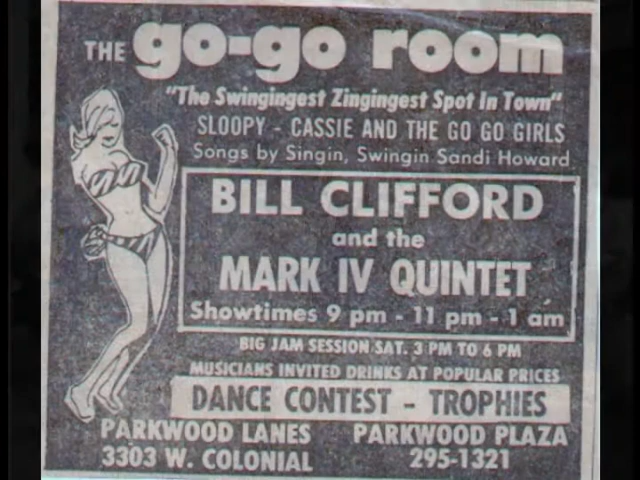 THE go-go room
"The Swingingest Zingingest Spot In Town"
SLOOPY - CASSIE AND THE GO GO GIRLS
Songs by Singin, Swingin Sandi Howard
BILL CLIFFORD
and the
MARK IV QUINTET
Showtimes 9 pm - 11 pm - 1 am
BIG JAM SESSION SAT. 3 PM TO 6 PM
MUSICIANS INVITED DRINKS AT POPULAR PRICES
DANCE CONTEST - TROPHIES
PARKWOOD LANES PARKWOOD PLAZA
3303 W. COLONIAL 295-1321